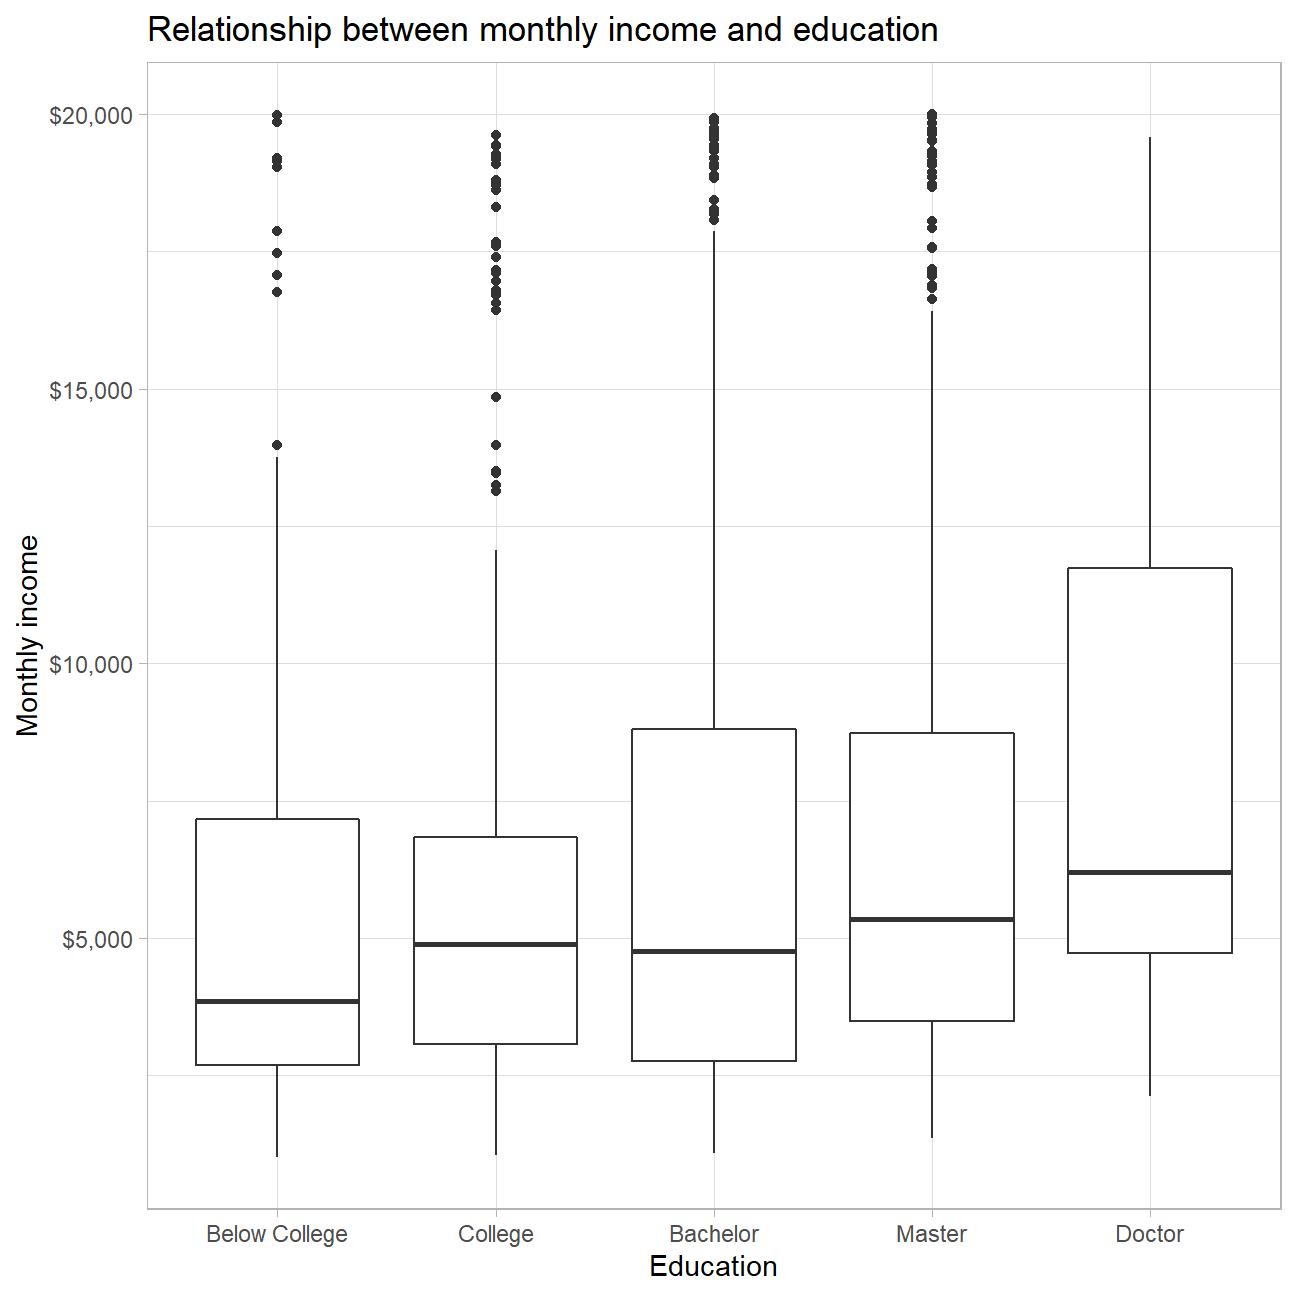 Relationship between monthly income and education
$20,000
$15,000
$10,000
$5,000
Monthly income
Below College
College
Bachelor
Master
Doctor
Education